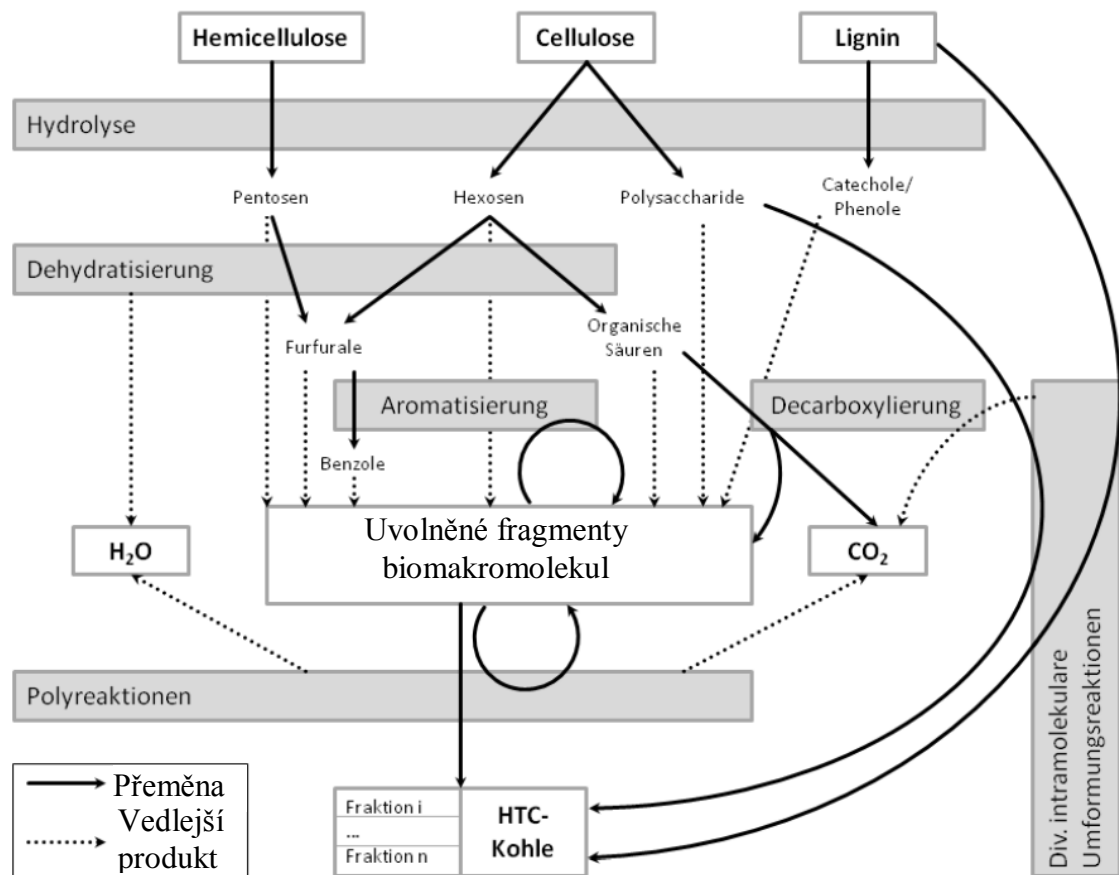 Hemicellulose
Cellulose
Lignin
Hydrolyse
Pentosen
Hexosen
Polysaccharide
Catechole/
Phenole
Dehydratisierung
Furfurale
Organische
Säuren
Aromatisierung
Decarboxylierung
Benzole
H₂O
Uvolněné fragmenty
biomakromolekul
CO₂
Polyreaktionen
Div. intramolekulare
Umformungsreaktionen
Přeměna
Vedlejší
produkt
Fraktion i
...
Fraktion n
HTC-
Kohle